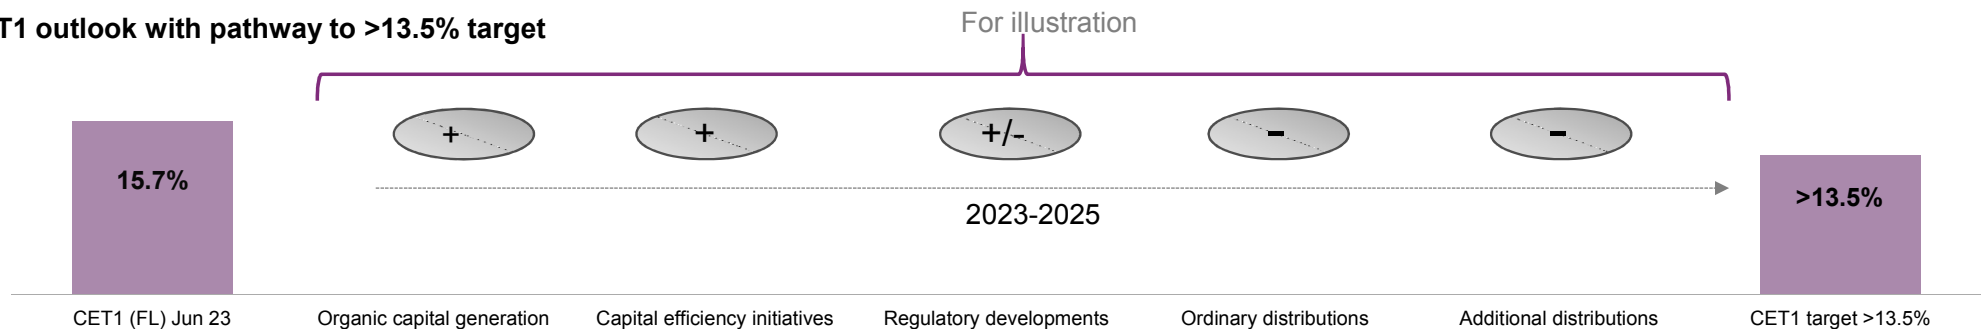 T1 outlook with pathway to >13.5% target
For illustration
+
+
+/-
-
-
15.7%
>13.5%
2023-2025
CET1 (FL) Jun 23
Organic capital generation
Capital efficiency initiatives
Regulatory developments
Ordinary distributions
Additional distributions
CET1 target >13.5%